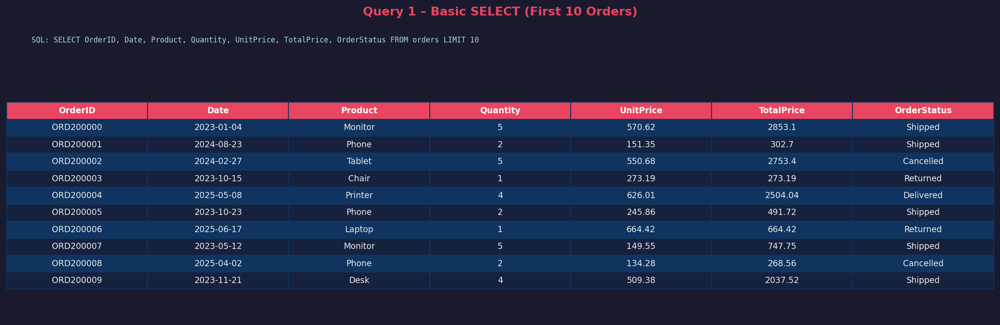 Query 1 – Basic SELECT (First 10 Orders)
SQL: SELECT OrderID, Date, Product, Quantity, UnitPrice, TotalPrice, OrderStatus FROM orders LIMIT 10
OrderID Date Product Quantity UnitPrice TotalPrice OrderStatus
ORD200000 2023-01-04 Monitor 5 570.62 2853.1 Shipped
ORD200001 2024-08-23 Phone 2 151.35 302.7 Shipped
ORD200002 2024-02-27 Tablet 5 550.68 2753.4 Cancelled
ORD200003 2023-10-15 Chair 1 273.19 273.19 Returned
ORD200004 2025-05-08 Printer 4 626.01 2504.04 Delivered
ORD200005 2023-10-23 Phone 2 245.86 491.72 Shipped
ORD200006 2025-06-17 Laptop 1 664.42 664.42 Returned
ORD200007 2023-05-12 Monitor 5 149.55 747.75 Shipped
ORD200008 2025-04-02 Phone 2 134.28 268.56 Cancelled
ORD200009 2023-11-21 Desk 4 509.38 2037.52 Shipped